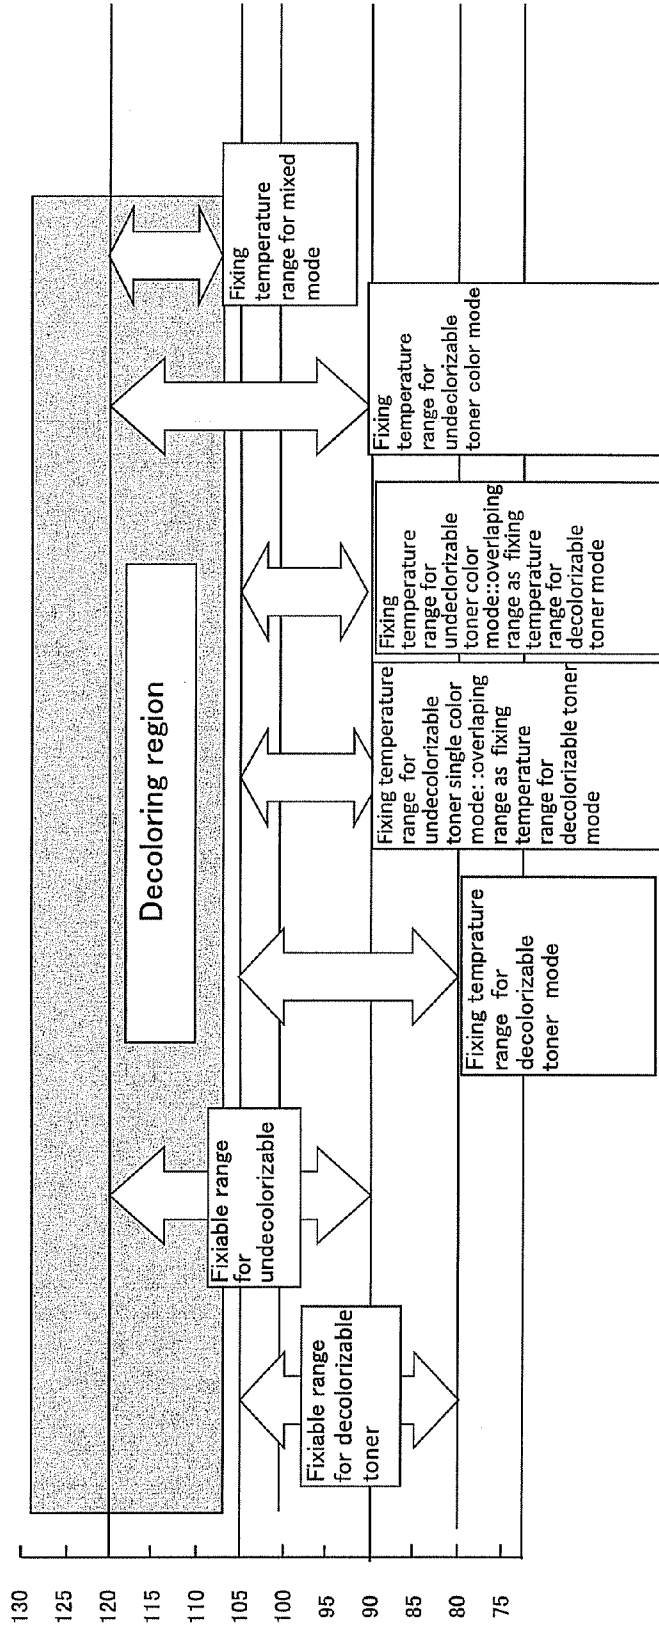 130
125
120
115
110
105
100
95
90
85
80
75
Decoloring region
Fixiable range
for decolorizable
toner
Fixiable range
for
undecolorizable
Fixing temprature
range for
decolorizable
toner mode
Fixing temperature
range for
undecolorizable
toner single color
mode: :overlaping
range as fixing
temperature
range for
decolorizable toner
mode
Fixing
temperature
range for
undeclorizable
toner color
mode::overlaping
range as fixing
temperature
range for
decolorizable
toner mode
Fixing
temperature
range for
undeclorizable
toner color mode
Fixing
temperature
range for mixed
mode